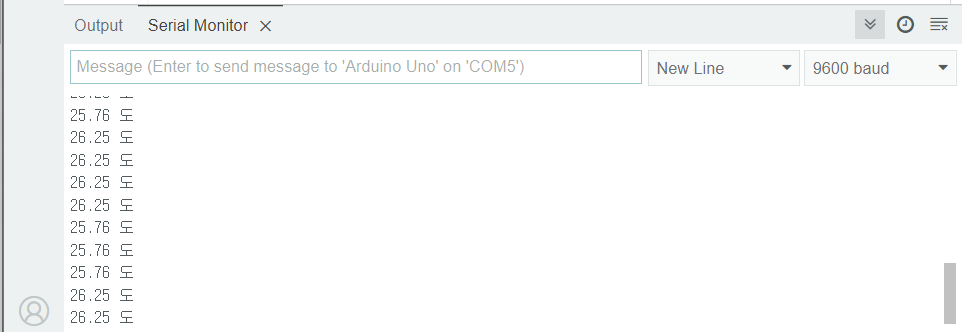 Output Serial Monitor
Message (Enter to send message to 'Arduino Uno' on 'COM5') New Line 9600 baud
25.76 도
26.25 도
26.25 도
26.25 도
26.25 도
25.76 도
25.76 도
25.76 도
26.25 도
26.25 도